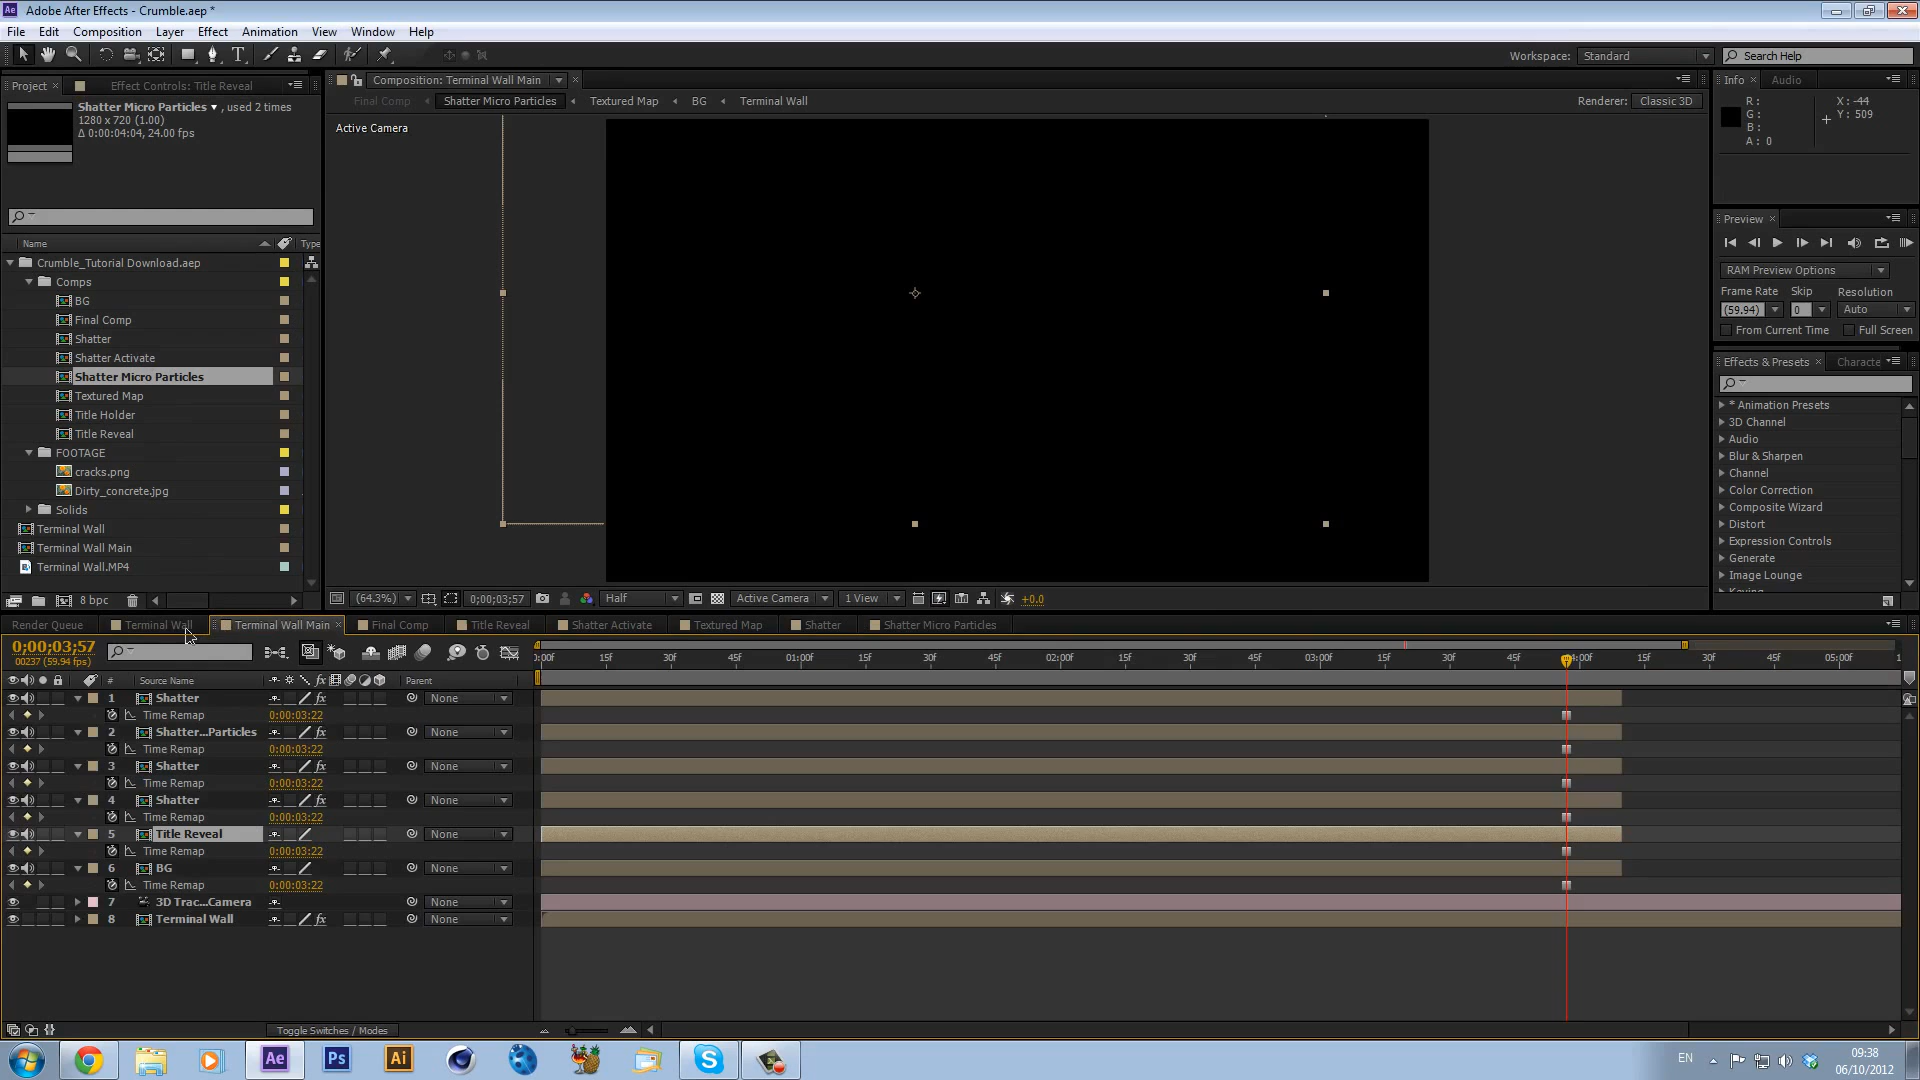 Adobe After Effects - Crumble.aep *
File Edit Composition Layer Effect Animation View Window Help
Workspace: Standard Search Help
Project Effect Controls: Title Reveal
Shatter Micro Particles, used 2 times
1280 x 720 (1.00)
Δ 0:00:04:04, 24.00 fps
Name Type
Crumble_Tutorial Download.aep
Comps
BG
Final Comp
Shatter
Shatter Activate
Shatter Micro Particles
Textured Map
Title Holder
Title Reveal
FOOTAGE
cracks.png
Dirty_concrete.jpg
Solids
Terminal Wall
Terminal Wall Main
Terminal Wall.MP4
8 bpc
Composition: Terminal Wall Main
Final Comp Shatter Micro Particles Textured Map BG Terminal Wall
Renderer: Classic 3D
Active Camera
(64.3%) 0;00;03;57 Half Active Camera 1 View +0.0
Info Audio
R: X: -44
G: Y: 509
B:
A: 0
Preview
RAM Preview Options
Frame Rate Skip Resolution
(59.94) 0 Auto
From Current Time Full Screen
Effects & Presets Characte
* Animation Presets
3D Channel
Audio
Blur & Sharpen
Channel
Color Correction
Composite Wizard
Distort
Expression Controls
Generate
Image Lounge
Keying
Render Queue Terminal Wall Terminal Wall Main Final Comp Title Reveal Shatter Activate Textured Map Shatter Shatter Micro Particles
0;00;03;57
00237 (59.94 fps)
):00f 15f 30f 45f 01:00f 15f 30f 45f 02:00f 15f 30f 45f 03:00f 15f 30f 45f 4:00f 15f 30f 45f 05:00f 1
# Source Name fx Parent
1 Shatter fx None
Time Remap 0:00:03:22
2 Shatter...Particles fx None
Time Remap 0:00:03:22
3 Shatter fx None
Time Remap 0:00:03:22
4 Shatter fx None
Time Remap 0:00:03:22
5 Title Reveal None
Time Remap 0:00:03:22
6 BG None
Time Remap 0:00:03:22
7 3D Trac...Camera None
8 Terminal Wall fx None
Toggle Switches / Modes
Ae Ps Ai
EN
09:38
06/10/2012